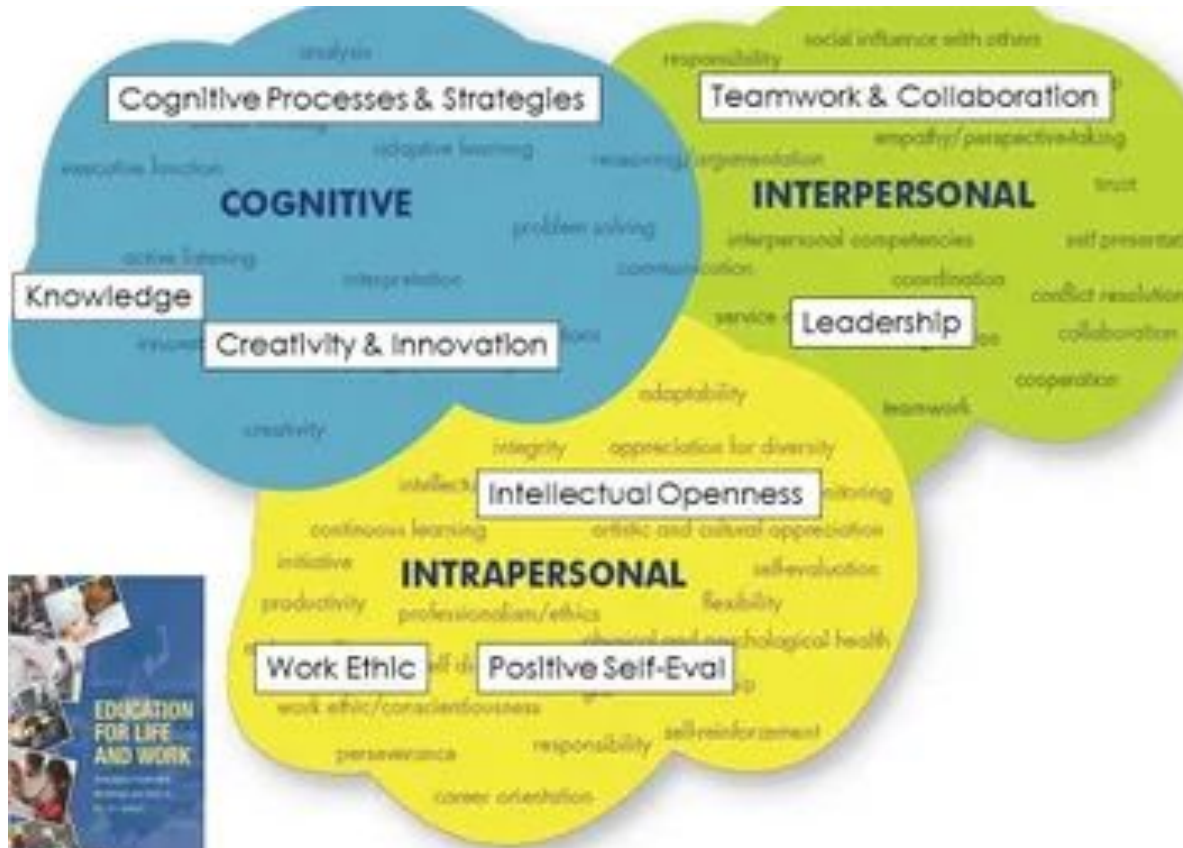 analysis
Cognitive Processes & Strategies
adaptive learning
executive function
COGNITIVE
problem solving
active listening
interpretation
Knowledge
Creativity & Innovation
creativity
social influence with others
responsibility
Teamwork & Collaboration
empathy/perspective-taking
reasoning/argumentation
trust
INTERPERSONAL
interpersonal competencies
self presentat
communication
coordination
conflict resolution
service
Leadership
collaboration
cooperation
teamwork
adaptability
integrity
appreciation for diversity
Intellectual Openness
continuous learning
artistic and cultural appreciation
initiative
INTRAPERSONAL
self-evaluation
productivity
professionalism/ethics
flexibility
physical and psychological health
Work Ethic
Positive Self-Eval
work ethic/conscientiousness
responsibility
self-reinforcement
perseverance
career orientation
EDUCATION
FOR LIFE
AND WORK